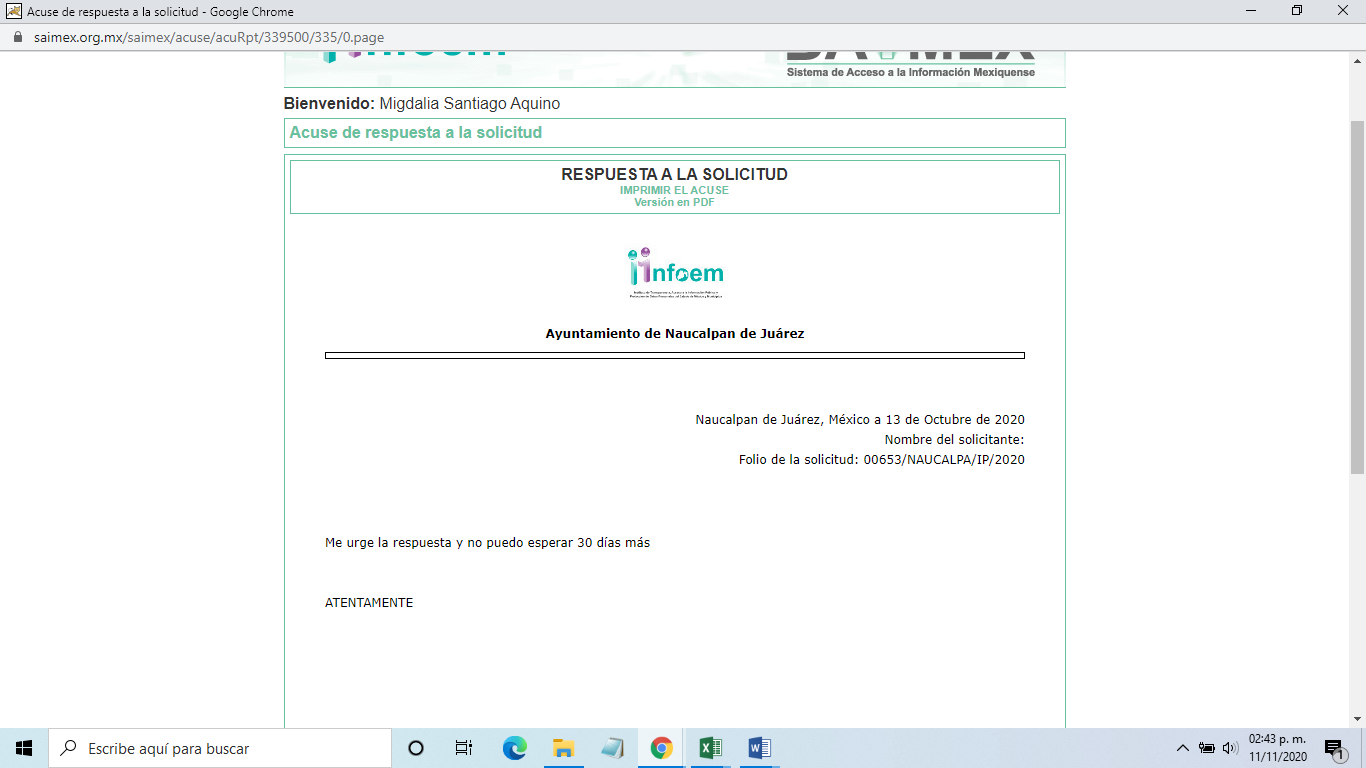 Acuse de respuesta a la solicitud - Google Chrome
saimex.org.mx/saimex/acuse/acuRpt/339500/335/0.page
Sistema de Acceso a la Información Mexiquense
Bienvenido: Migdalia Santiago Aquino
Acuse de respuesta a la solicitud
RESPUESTA A LA SOLICITUD
IMPRIMIR EL ACUSE
Versión en PDF
infoem
Ayuntamiento de Naucalpan de Juárez
Naucalpan de Juárez, México a 13 de Octubre de 2020
Nombre del solicitante:
Folio de la solicitud: 00653/NAUCALPA/IP/2020
Me urge la respuesta y no puedo esperar 30 días más
ATENTAMENTE
Escribe aquí para buscar
02:43 p. m.
11/11/2020
1